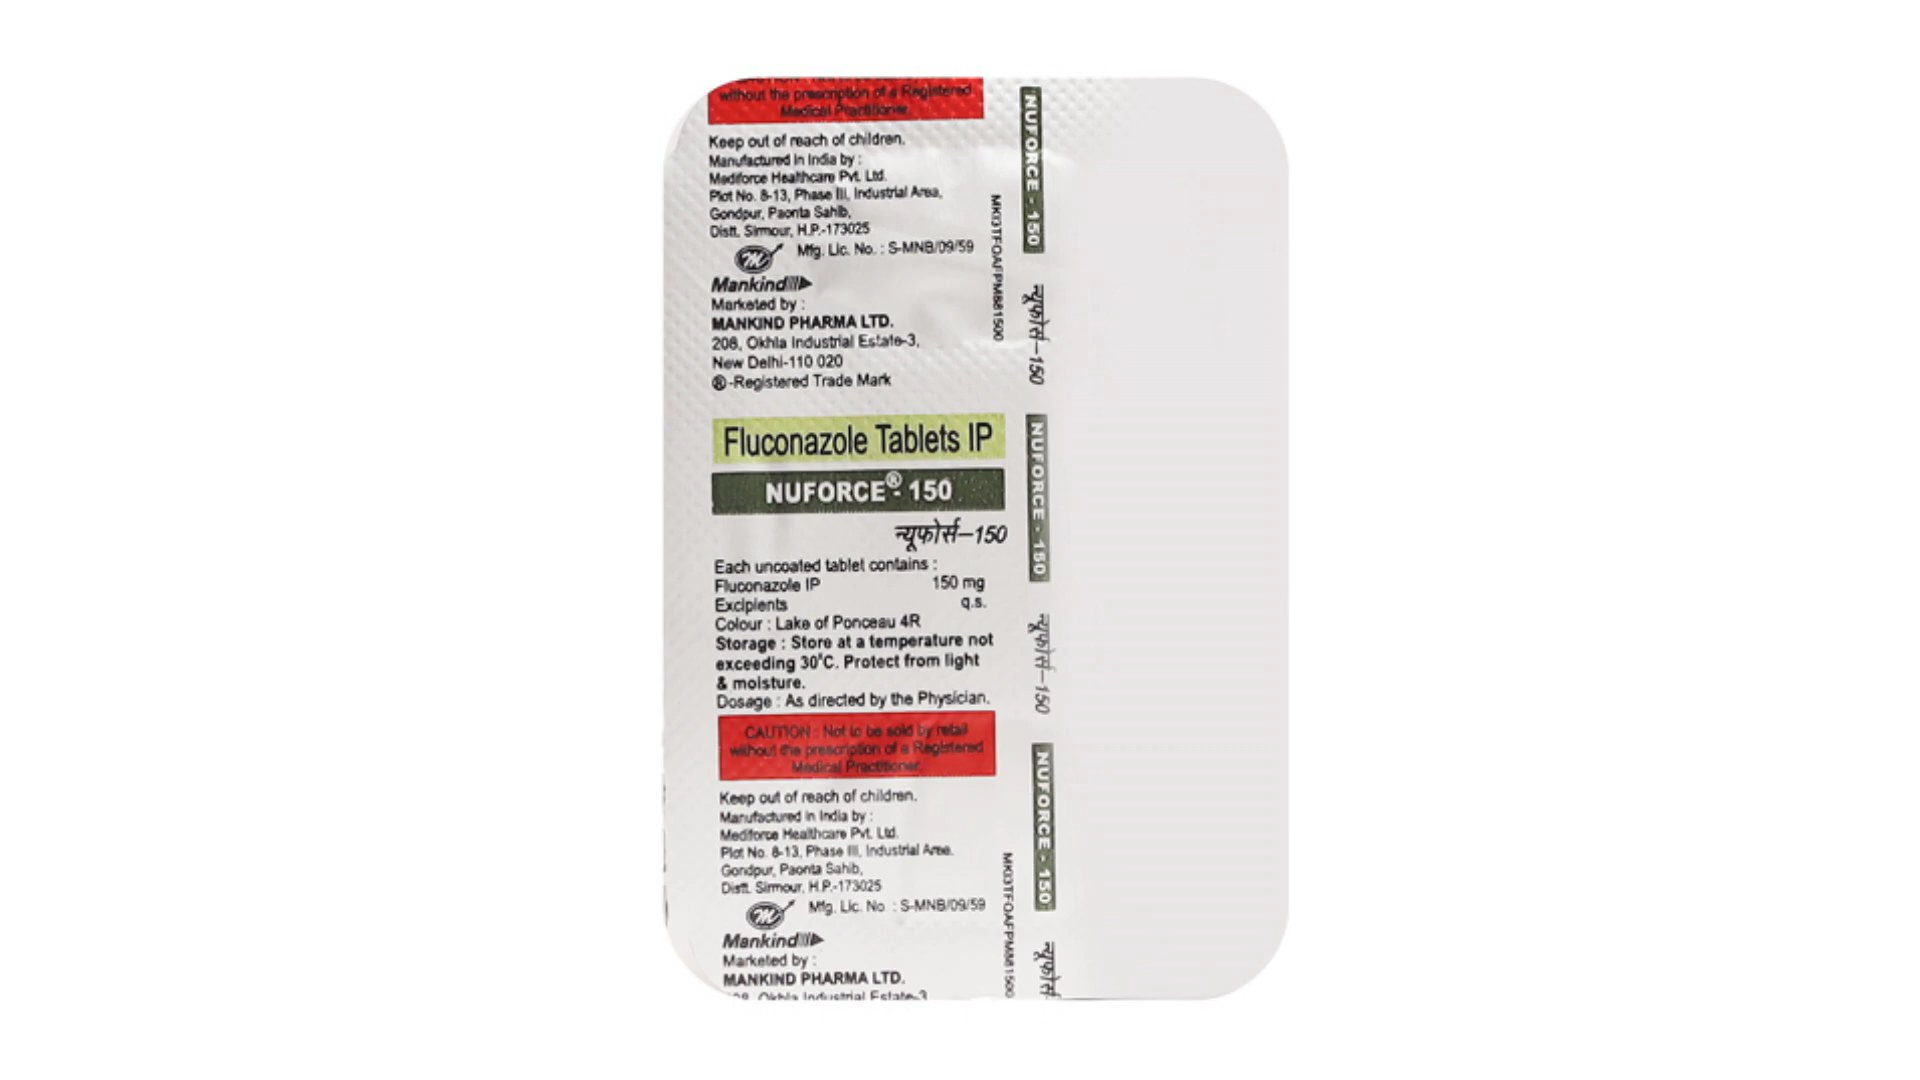 without the prescription of a Registered
Medical Practitioner.
Keep out of reach of children.
Manufactured in India by :
Mediforce Healthcare Pvt. Ltd.
Plot No. 8-13, Phase III, Industrial Area,
Gondpur, Paonta Sahib,
Distt. Sirmour, H.P.-173025
Mfg. Lic. No. : S-MNB/09/59
Mankind
Marketed by :
MANKIND PHARMA LTD.
208, Okhla Industrial Estate-3,
New Delhi-110 020
®-Registered Trade Mark
Fluconazole Tablets IP
NUFORCE®- 150
न्यूफोर्स–150
Each uncoated tablet contains :
Fluconazole IP 150 mg
Excipients q.s.
Colour : Lake of Ponceau 4R
Storage : Store at a temperature not
exceeding 30°C. Protect from light
& moisture.
Dosage : As directed by the Physician.
CAUTION : Not to be sold by retail
without the prescription of a Registered
Medical Practitioner.
Keep out of reach of children.
Manufactured in India by :
Mediforce Healthcare Pvt. Ltd.
Plot No. 8-13, Phase III, Industrial Area.
Gondpur, Paonta Sahib,
Distt. Sirmour, H.P.-173025
Mfg. Lic. No. : S-MNB/09/59
Mankind
Marketed by :
MANKIND PHARMA LTD.
Okhla Industrial Estate-3
NUFORCE - 150
न्यूफोर्स–150
NUFORCE - 150
न्यूफोर्स–150
NUFORCE - 150
न्यूफोर्स